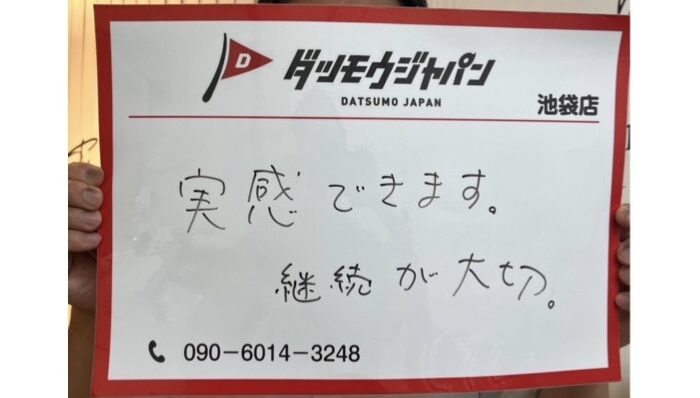 D ダツモウジャパン
DATSUMO JAPAN
池袋店
実感できます。
継続が大切。
090-6014-3248